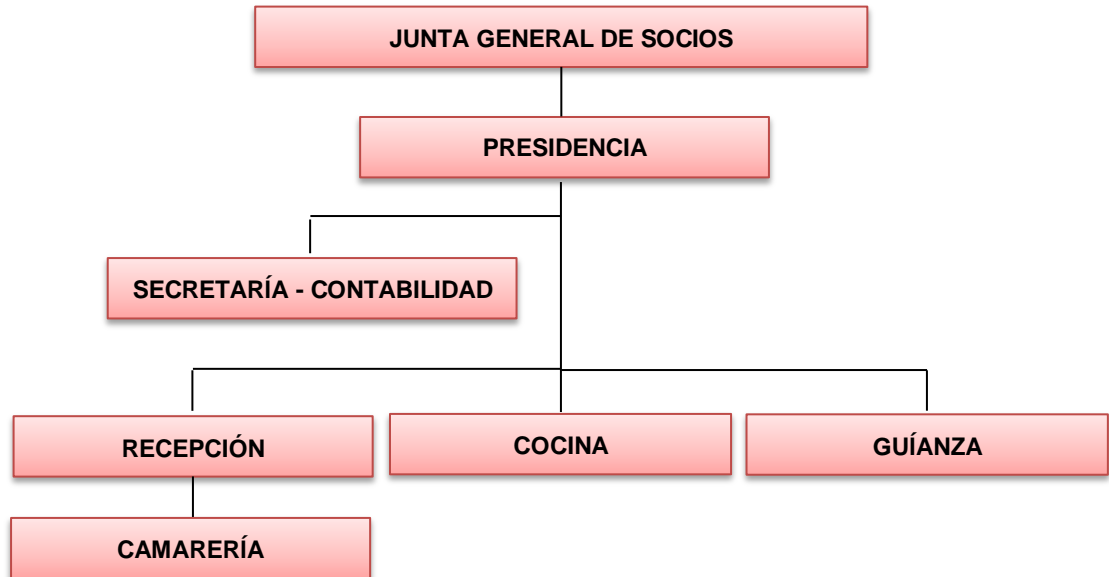 JUNTA GENERAL DE SOCIOS
PRESIDENCIA
SECRETARÍA - CONTABILIDAD
RECEPCIÓN
COCINA
GUÍANZA
CAMARERÍA